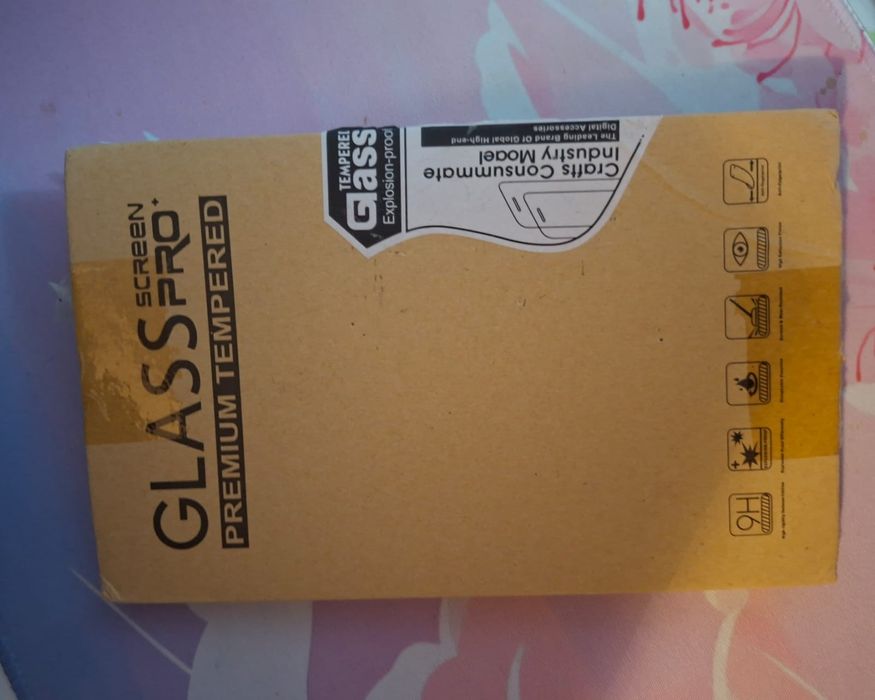 GLASS SCREEN PRO+
PREMIUM TEMPERED
TEMPERED
Glass
Explosion-proof
Crafts Consummate
Industry Model
The Leading Brand Of Global High-end
Digital Accessories
9H